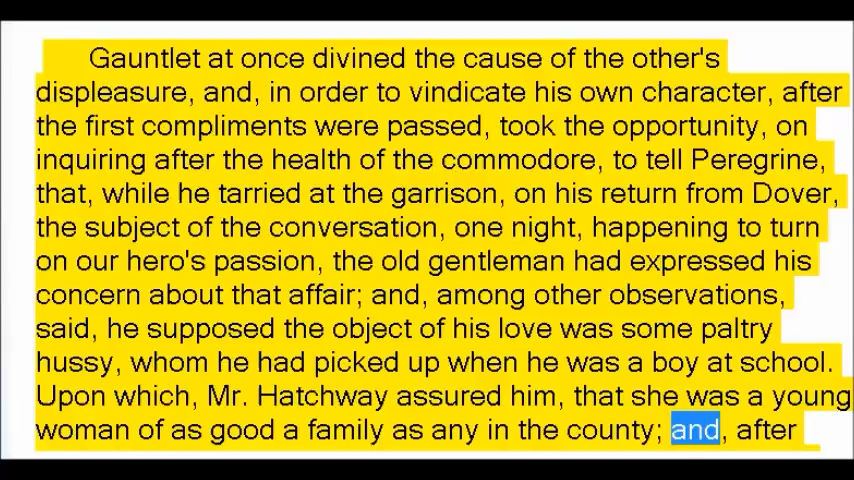 Gauntlet at once divined the cause of the other's
displeasure, and, in order to vindicate his own character, after
the first compliments were passed, took the opportunity, on
inquiring after the health of the commodore, to tell Peregrine,
that, while he tarried at the garrison, on his return from Dover,
the subject of the conversation, one night, happening to turn
on our hero's passion, the old gentleman had expressed his
concern about that affair; and, among other observations,
said, he supposed the object of his love was some paltry
hussy, whom he had picked up when he was a boy at school.
Upon which, Mr. Hatchway assured him, that she was a young
woman of as good a family as any in the county; and, after